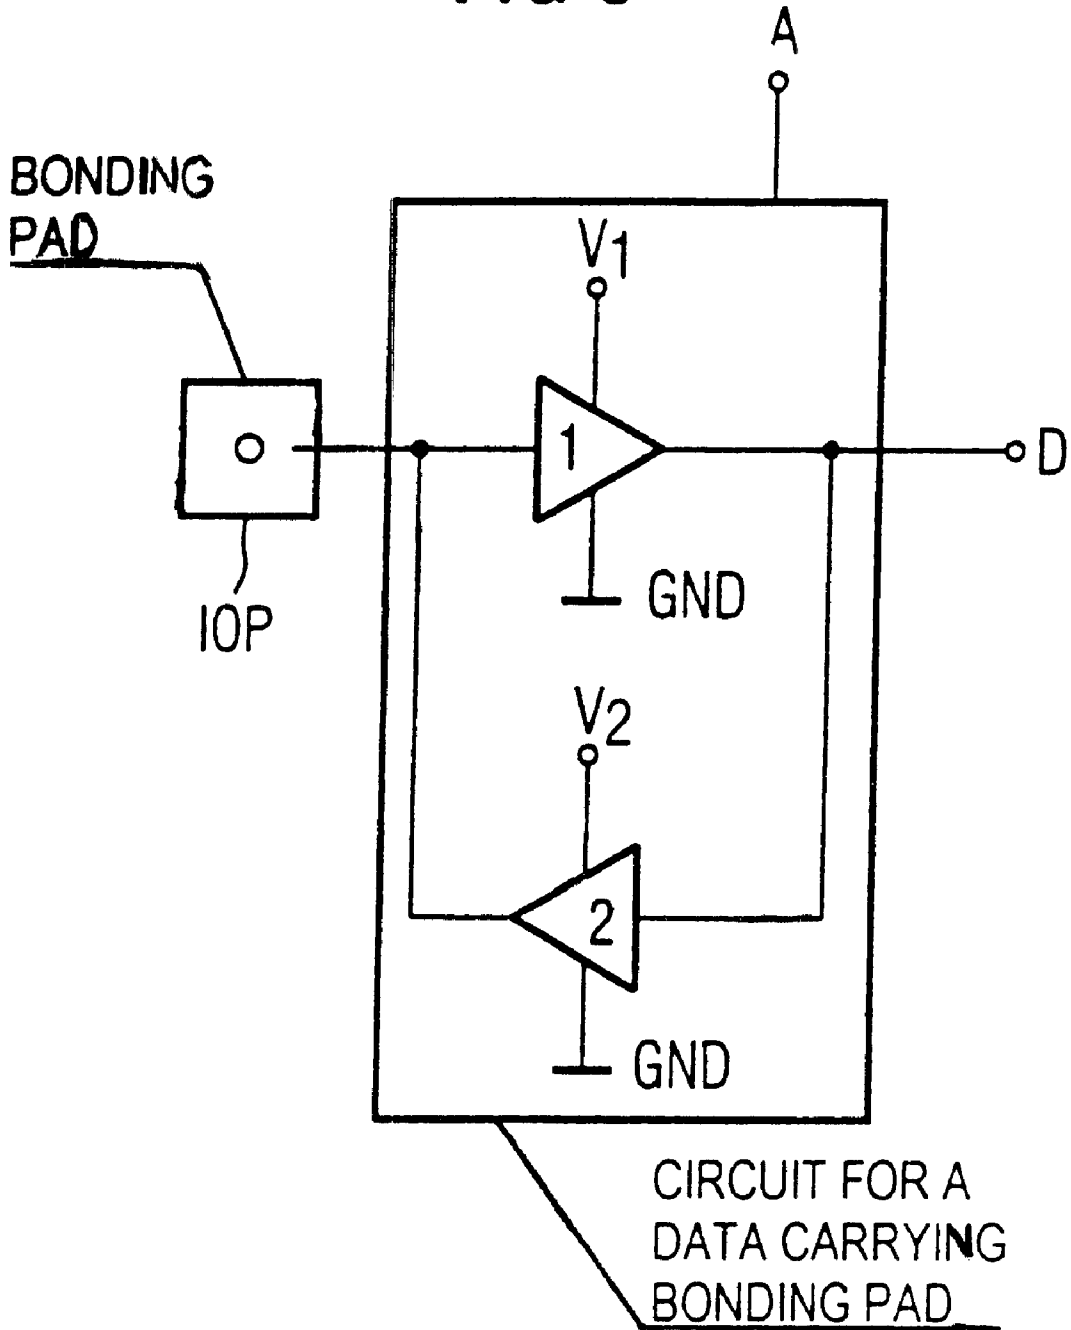 A
BONDING
PAD
V1
1
D
GND
IOP
V2
2
GND
CIRCUIT FOR A
DATA CARRYING
BONDING PAD